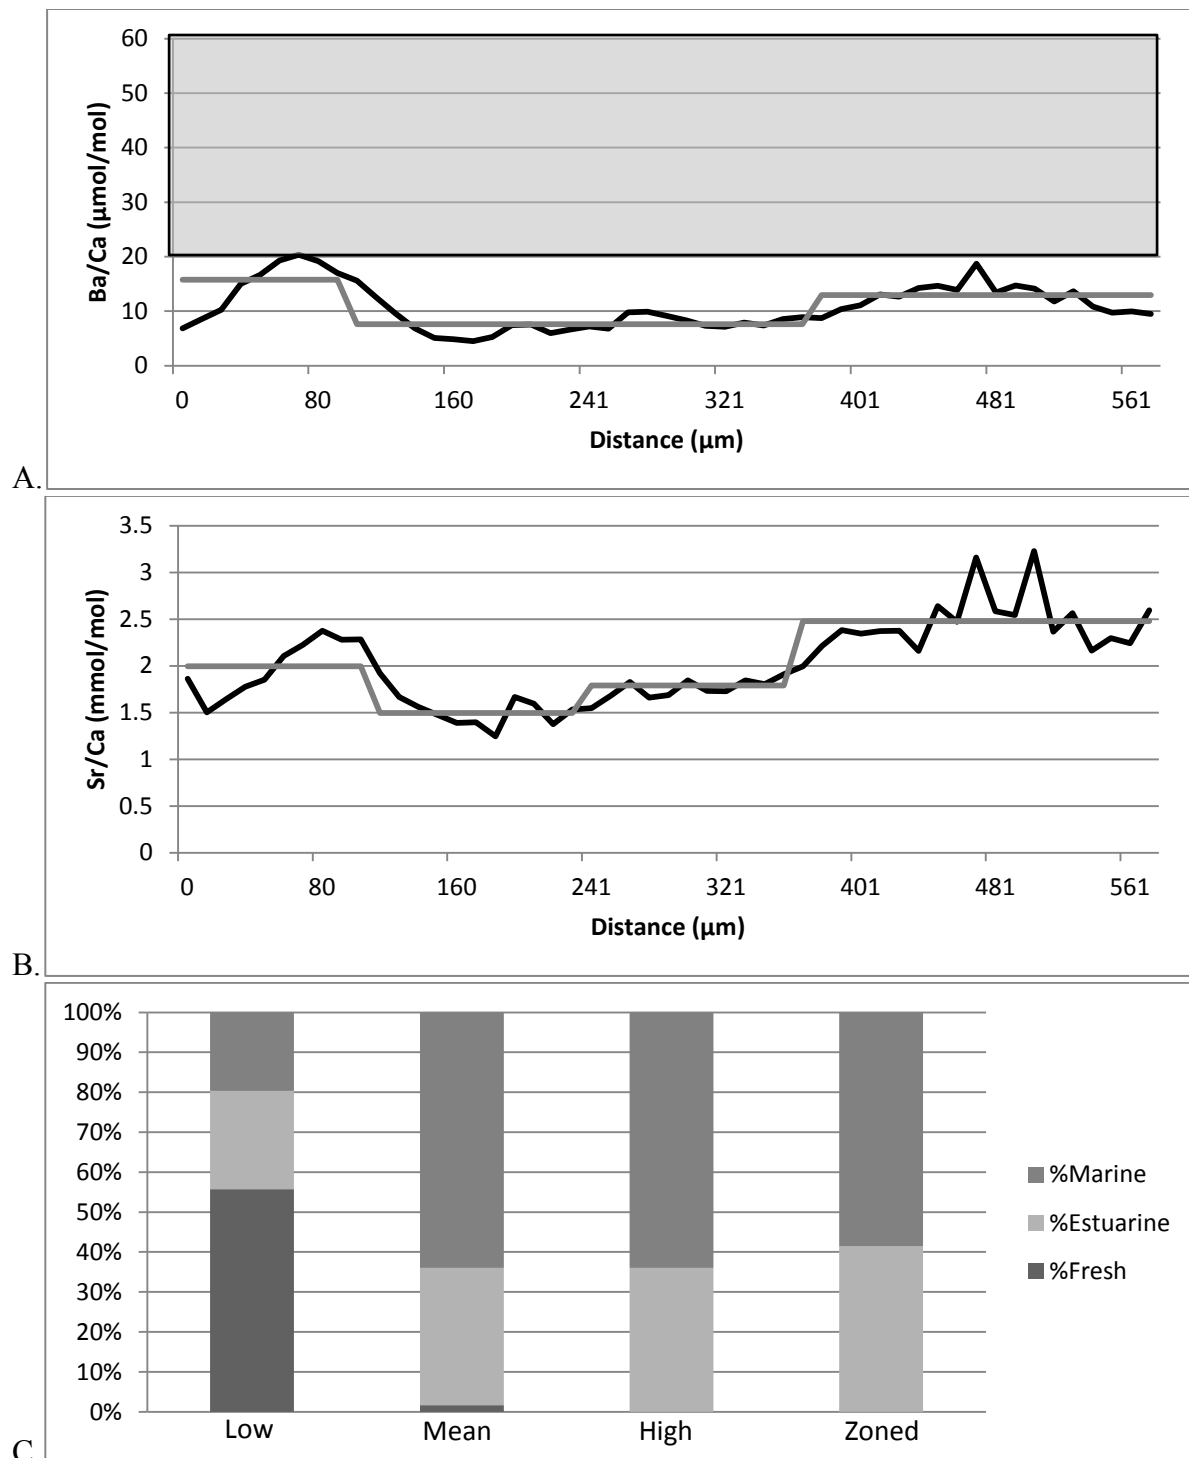 60
50
40
30
20
10
0
Ba/Ca (μmol/mol)
0 80 160 241 321 401 481 561
Distance (μm)
A.
3.5
3
2.5
2
1.5
1
0.5
0
Sr/Ca (mmol/mol)
0 80 160 241 321 401 481 561
Distance (μm)
B.
100%
90%
80%
70%
60%
50%
40%
30%
20%
10%
0%
Low Mean High Zoned
%Marine
%Estuarine
%Fresh
C